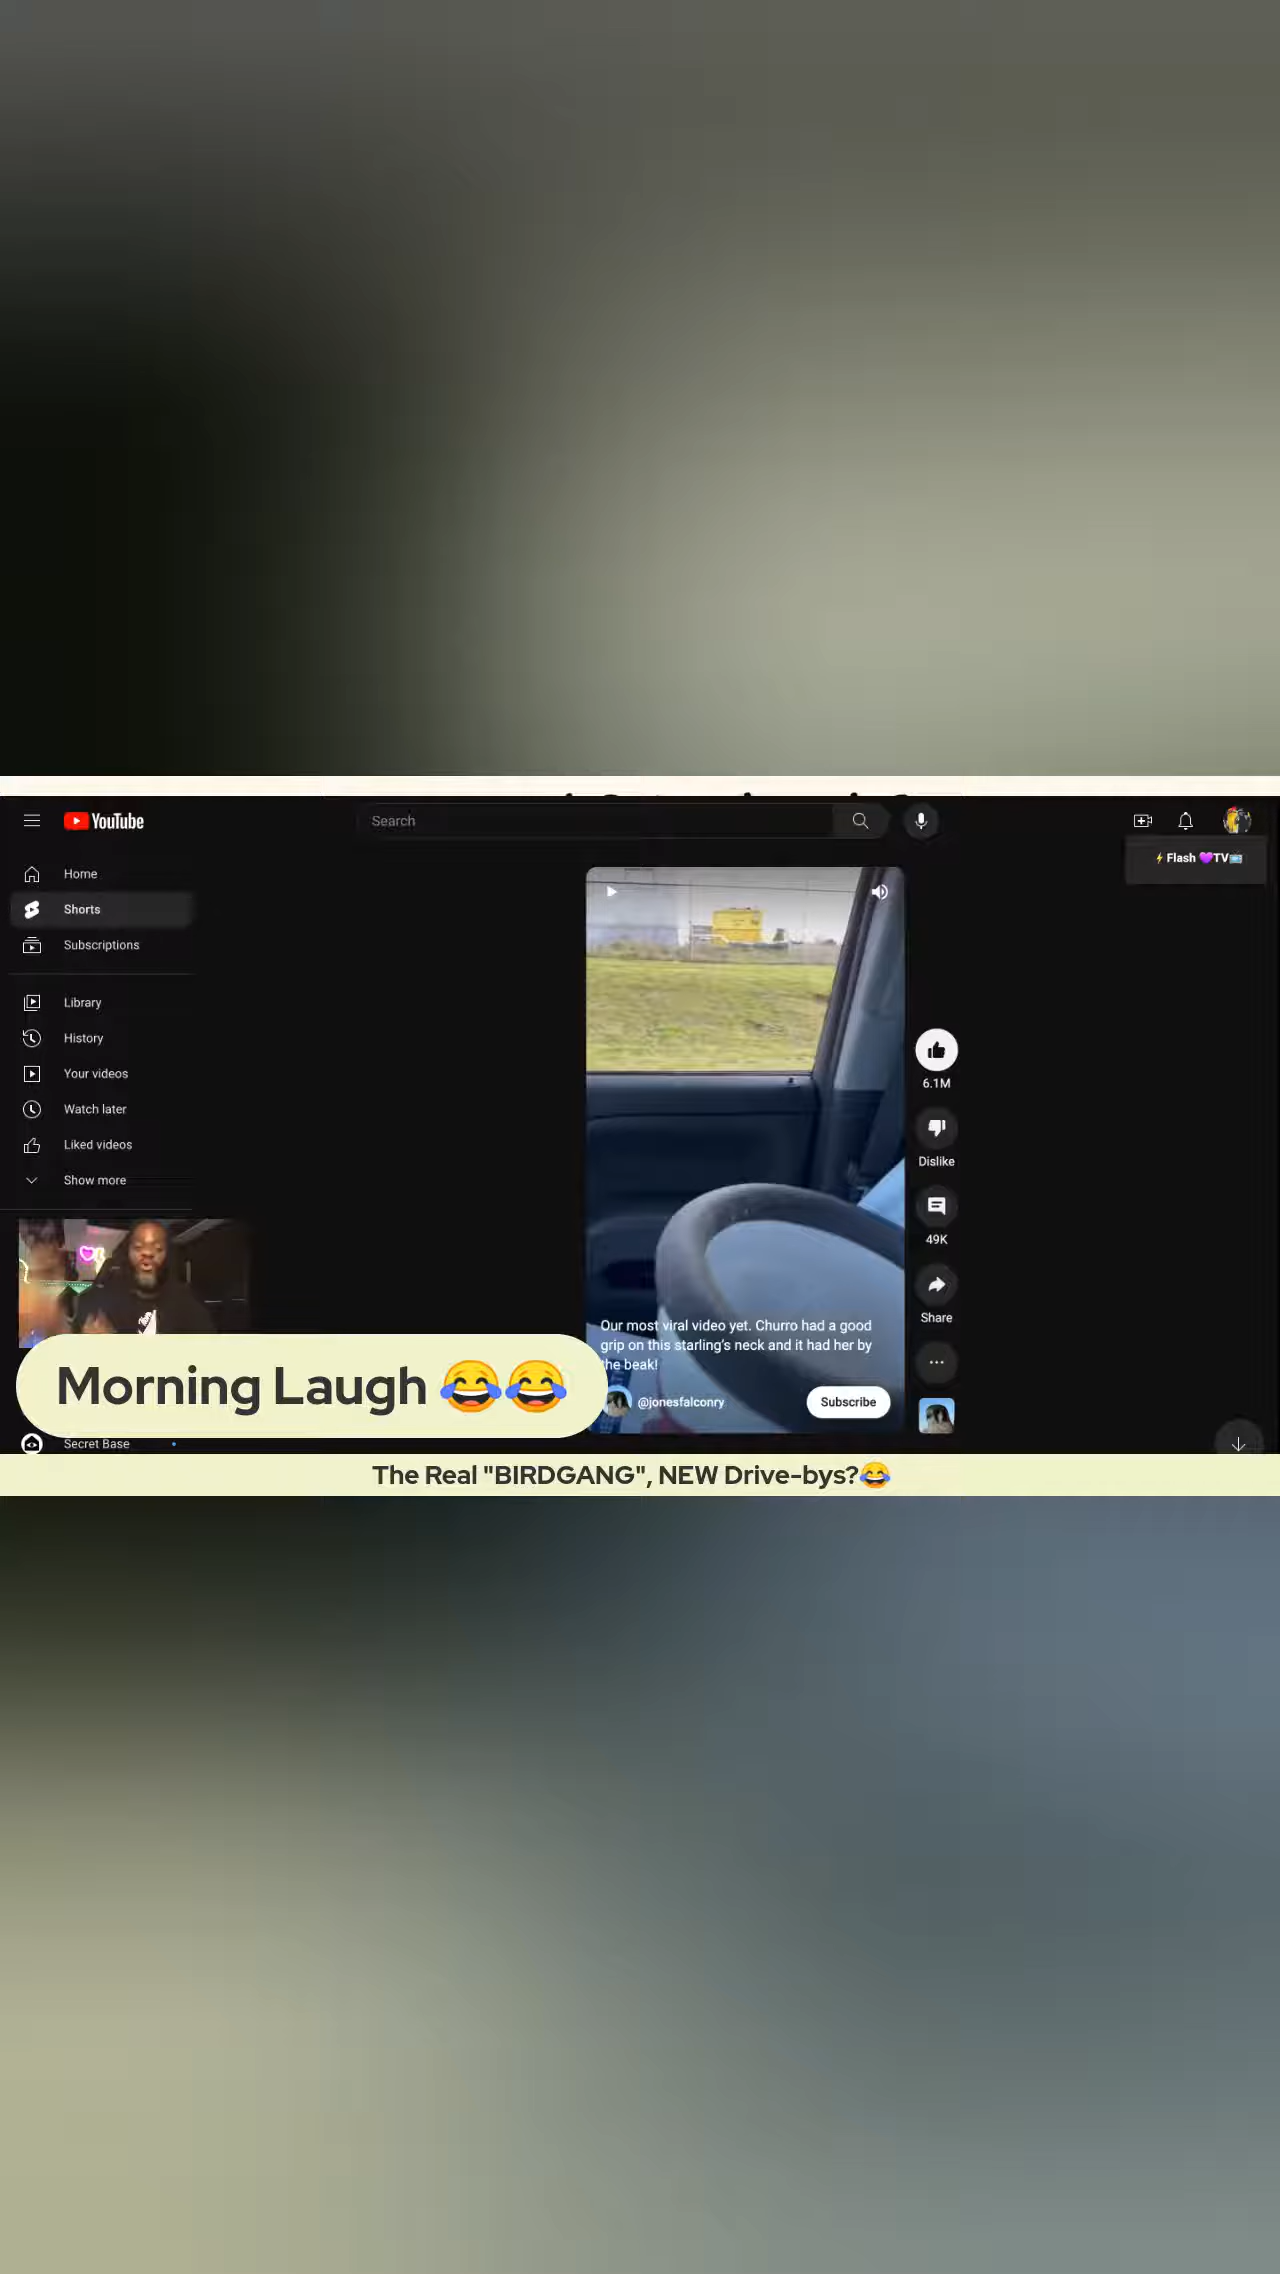 YouTube
Search
⚡Flash 💜TV📺
Home
Shorts
Subscriptions
Library
History
Your videos
Watch later
Liked videos
Show more
6.1M
Dislike
49K
Share
Our most viral video yet. Churro had a good
grip on this starling's neck and it had her by
the beak!
@jonesfalconry
Subscribe
Morning Laugh 😂😂
Secret Base
The Real "BIRDGANG", NEW Drive-bys?😂